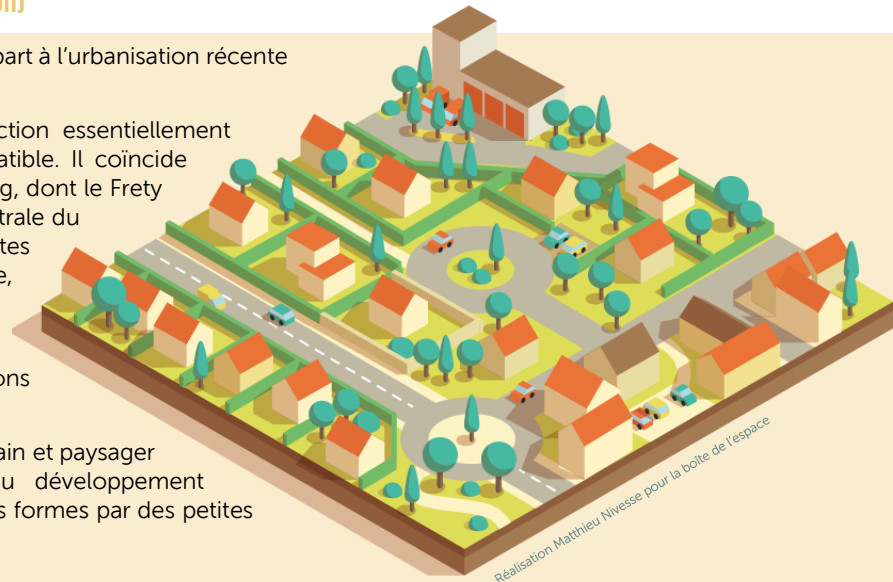 part à l'urbanisation récente
ction essentiellement
atible. Il coïncide
g, dont le Frety
trale du
tes
e,
ons
ain et paysager
u développement
s formes par des petites
Réalisation Matthieu Nivesse pour la boîte de l'espace